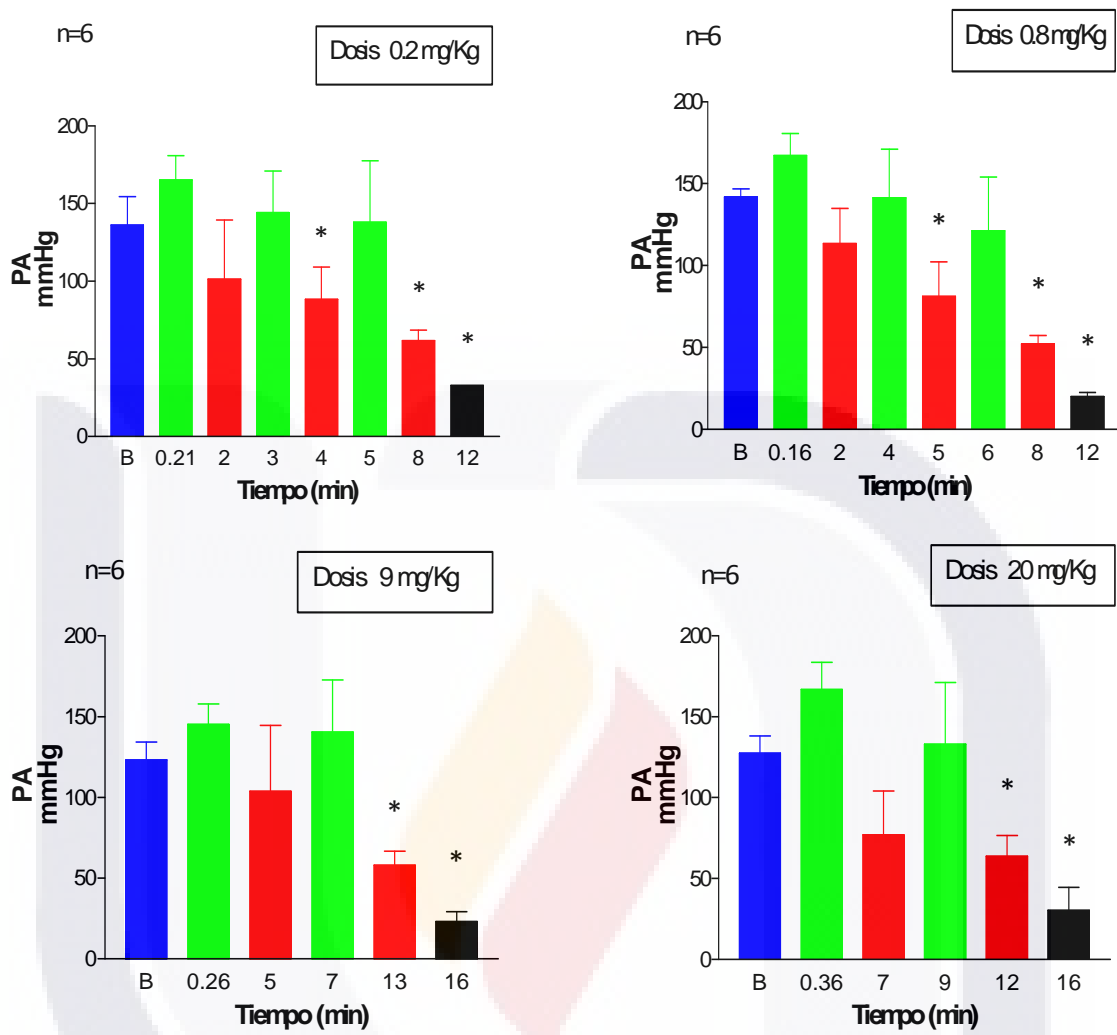 n=6
Dosis 0.2 mg/Kg
200
150
100
50
0
PA
mmHg
*
*
*
B 0.21 2 3 4 5 8 12
Tiempo (min)
n=6
Dosis 0.8 mg/Kg
200
150
100
50
0
PA
mmHg
*
*
*
B 0.16 2 4 5 6 8 12
Tiempo (min)
n=6
Dosis 9 mg/Kg
200
150
100
50
0
PA
mmHg
*
*
B 0.26 5 7 13 16
Tiempo (min)
n=6
Dosis 20 mg/Kg
200
150
100
50
0
PA
mmHg
*
*
B 0.36 7 9 12 16
Tiempo (min)